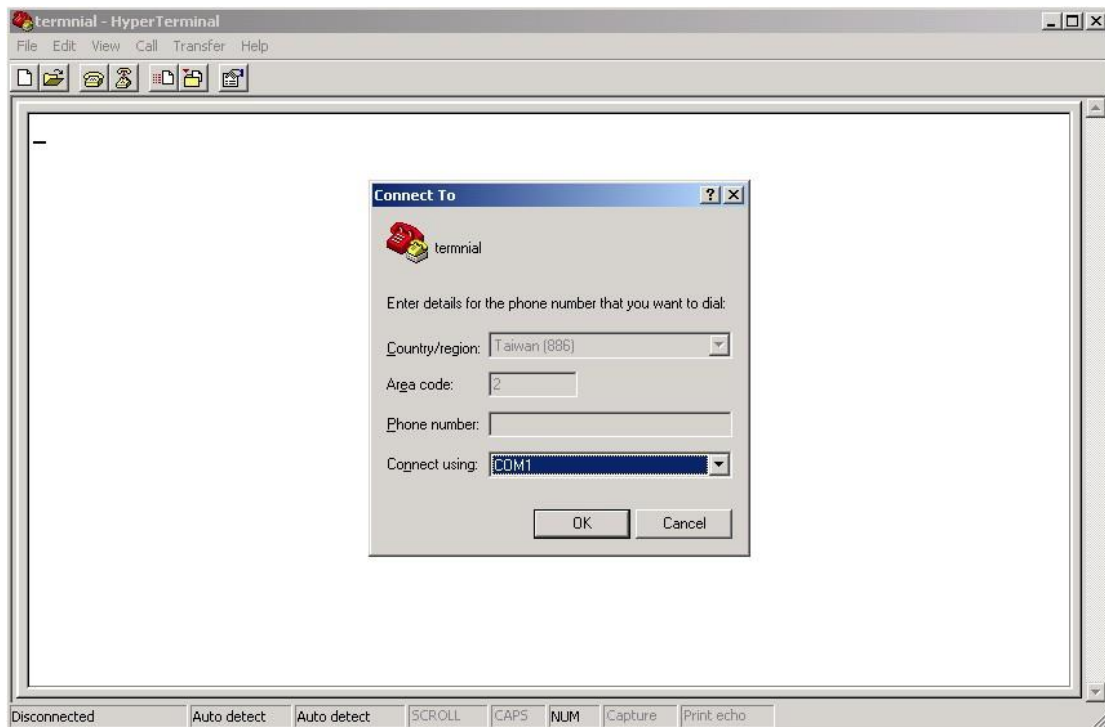 termnial - HyperTerminal
File Edit View Call Transfer Help
Connect To
termnial
Enter details for the phone number that you want to dial:
Country/region: Taiwan (886)
Area code: 2
Phone number:
Connect using: COM1
OK Cancel
Disconnected Auto detect Auto detect SCROLL CAPS NUM Capture Print echo